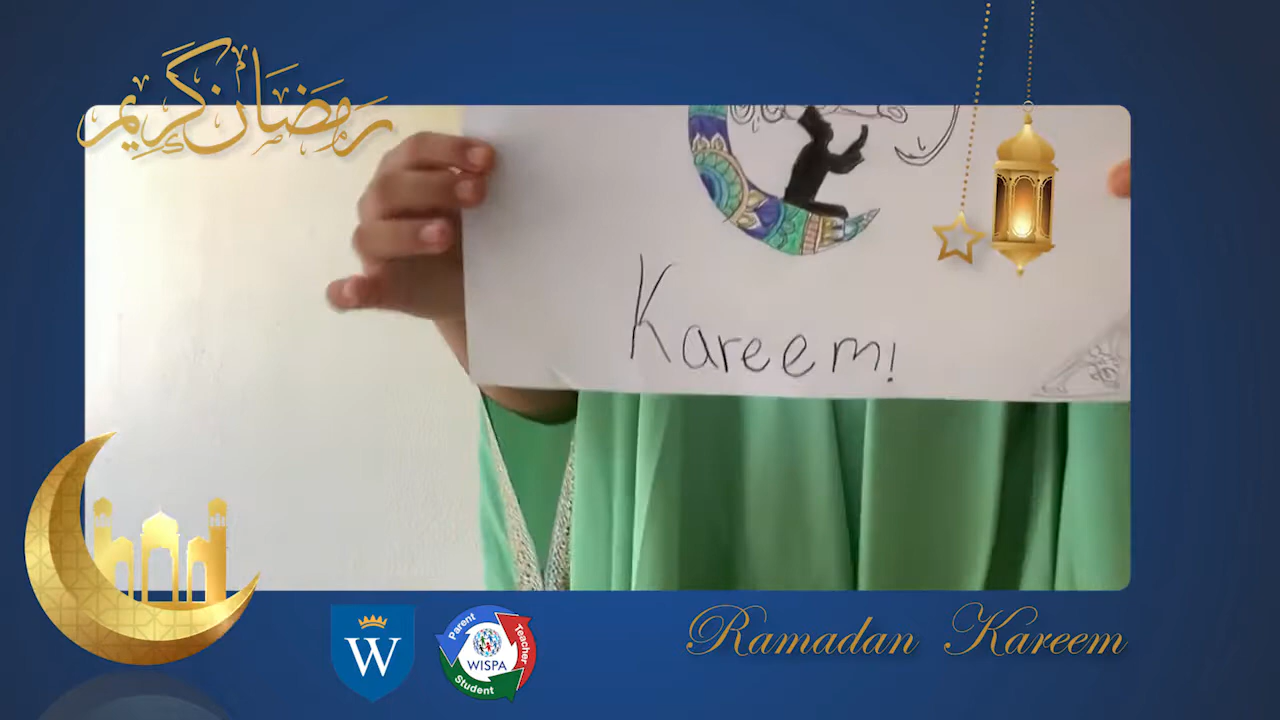 رمضان كريم
Kareem!
W
Parent
Teacher
WISPA
Student
Ramadan Kareem